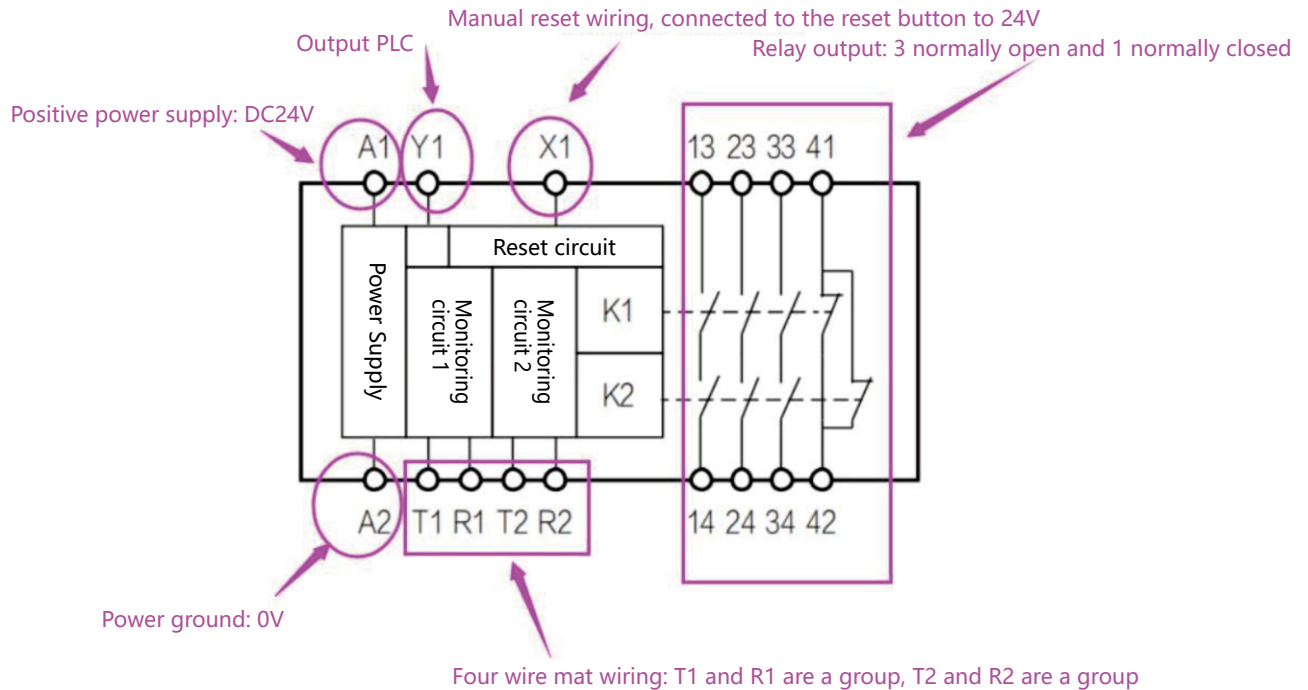 Manual reset wiring, connected to the reset button to 24V
Output PLC
Relay output: 3 normally open and 1 normally closed
Positive power supply: DC24V
A1 Y1 X1 13 23 33 41
Reset circuit
Power Supply
Monitoring
circuit 1
Monitoring
circuit 2
K1
K2
A2 T1 R1 T2 R2 14 24 34 42
Power ground: 0V
Four wire mat wiring: T1 and R1 are a group, T2 and R2 are a group